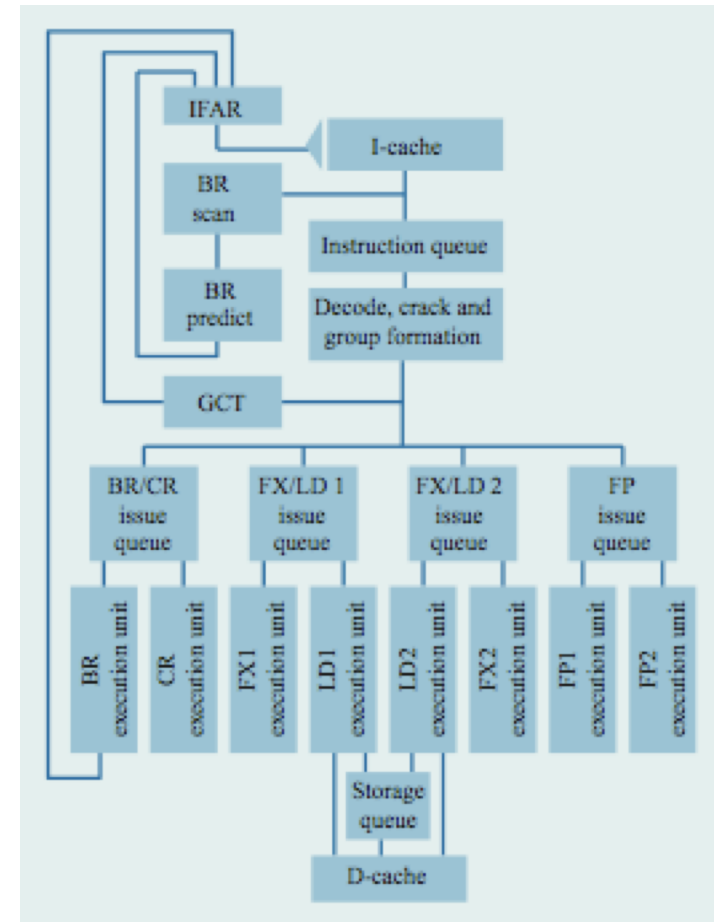 IFAR
I-cache
BR
scan
Instruction queue
BR
predict
Decode, crack and
group formation
GCT
BR/CR
issue
queue
FX/LD 1
issue
queue
FX/LD 2
issue
queue
FP
issue
queue
BR
execution unit
CR
execution unit
FX1
execution unit
LD1
execution unit
LD2
execution unit
FX2
execution unit
FP1
execution unit
FP2
execution unit
Storage
queue
D-cache